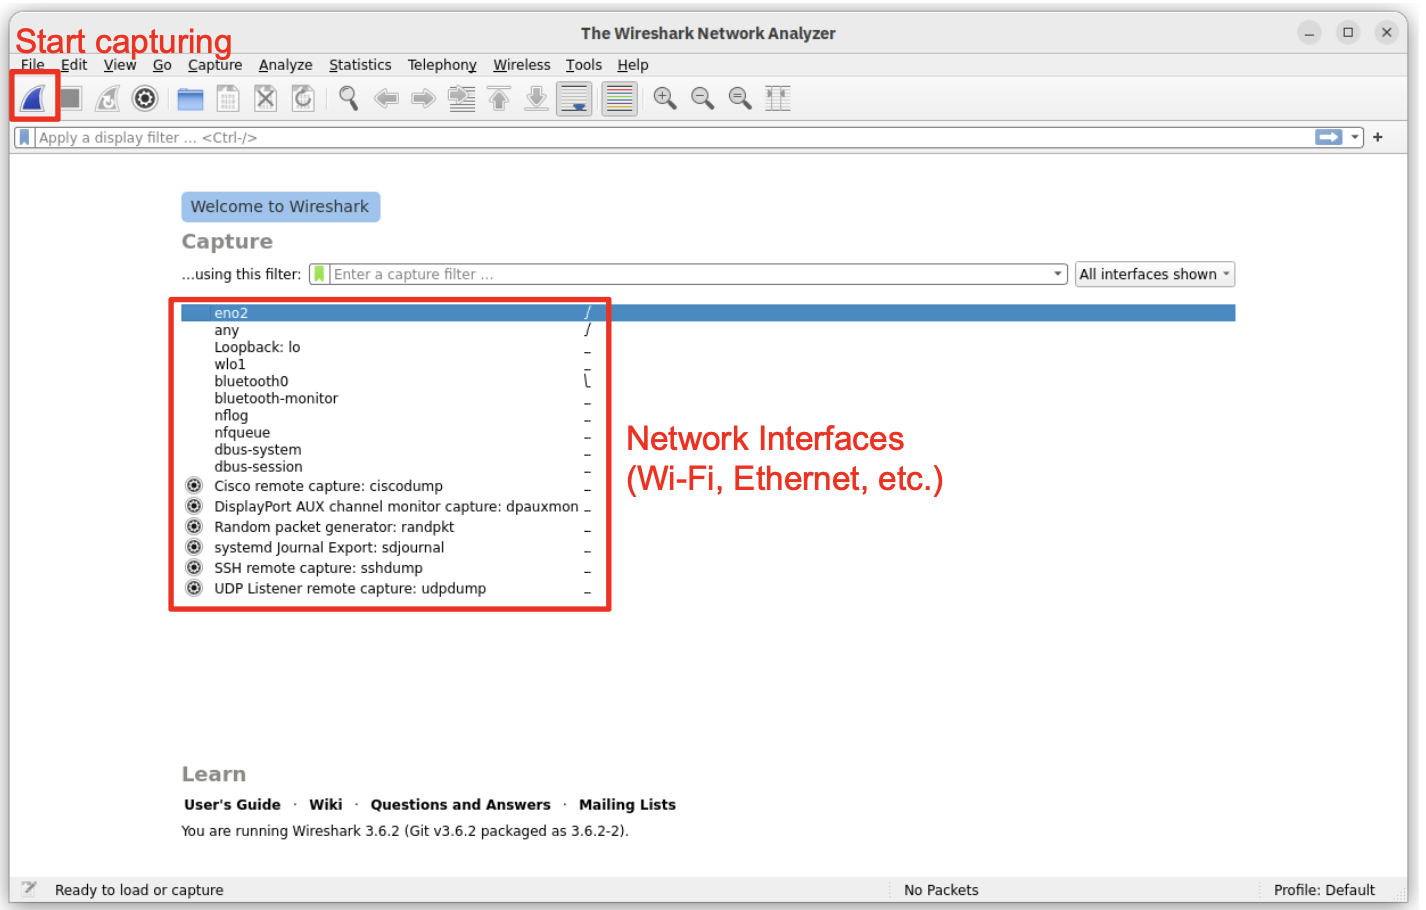 The Wireshark Network Analyzer
Start capturing
File Edit View Go Capture Analyze Statistics Telephony Wireless Tools Help
Apply a display filter ... <Ctrl-/>
Welcome to Wireshark
Capture
...using this filter: Enter a capture filter ... All interfaces shown
eno2
any
Loopback: lo
wlo1
bluetooth0
bluetooth-monitor
nflog
nfqueue
dbus-system
dbus-session
Cisco remote capture: ciscodump
DisplayPort AUX channel monitor capture: dpauxmon
Random packet generator: randpkt
systemd Journal Export: sdjournal
SSH remote capture: sshdump
UDP Listener remote capture: udpdump
Network Interfaces
(Wi-Fi, Ethernet, etc.)
Learn
User's Guide · Wiki · Questions and Answers · Mailing Lists
You are running Wireshark 3.6.2 (Git v3.6.2 packaged as 3.6.2-2).
Ready to load or capture No Packets Profile: Default